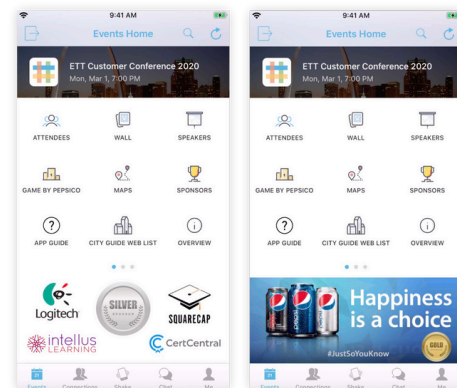 9:41 AM
Events Home
ETT Customer Conference 2020
Mon, Mar 1, 7:00 PM
ATTENDEES
WALL
SPEAKERS
GAME BY PEPSICO
MAPS
SPONSORS
?
APP GUIDE
CITY GUIDE WEB LIST
OVERVIEW
Logitech
SILVER
SPONSOR
SQUARECAP
intellus
LEARNING
CertCentral
Events
Connections
Shake
Chat
Me
9:41 AM
Events Home
ETT Customer Conference 2020
Mon, Mar 1, 7:00 PM
ATTENDEES
WALL
SPEAKERS
GAME BY PEPSICO
MAPS
SPONSORS
?
APP GUIDE
CITY GUIDE WEB LIST
OVERVIEW
pepsi
Happiness
is a choice
#JustSoYouKnow
GOLD
Events
Connections
Shake
Chat
Me